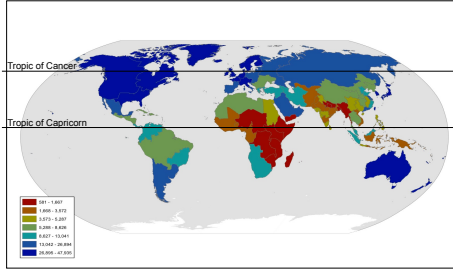 Tropic of Cancer
Tropic of Capricorn
581 - 1,667
1,668 - 3,572
3,573 - 5,287
5,288 - 8,626
8,627 - 13,041
13,042 - 26,894
26,895 - 47,935